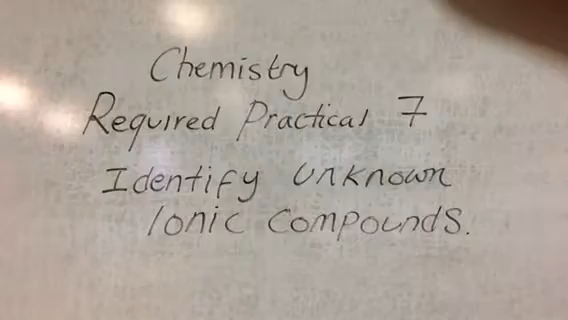 Chemistry
Required Practical 7
Identify Unknown
Ionic Compounds.